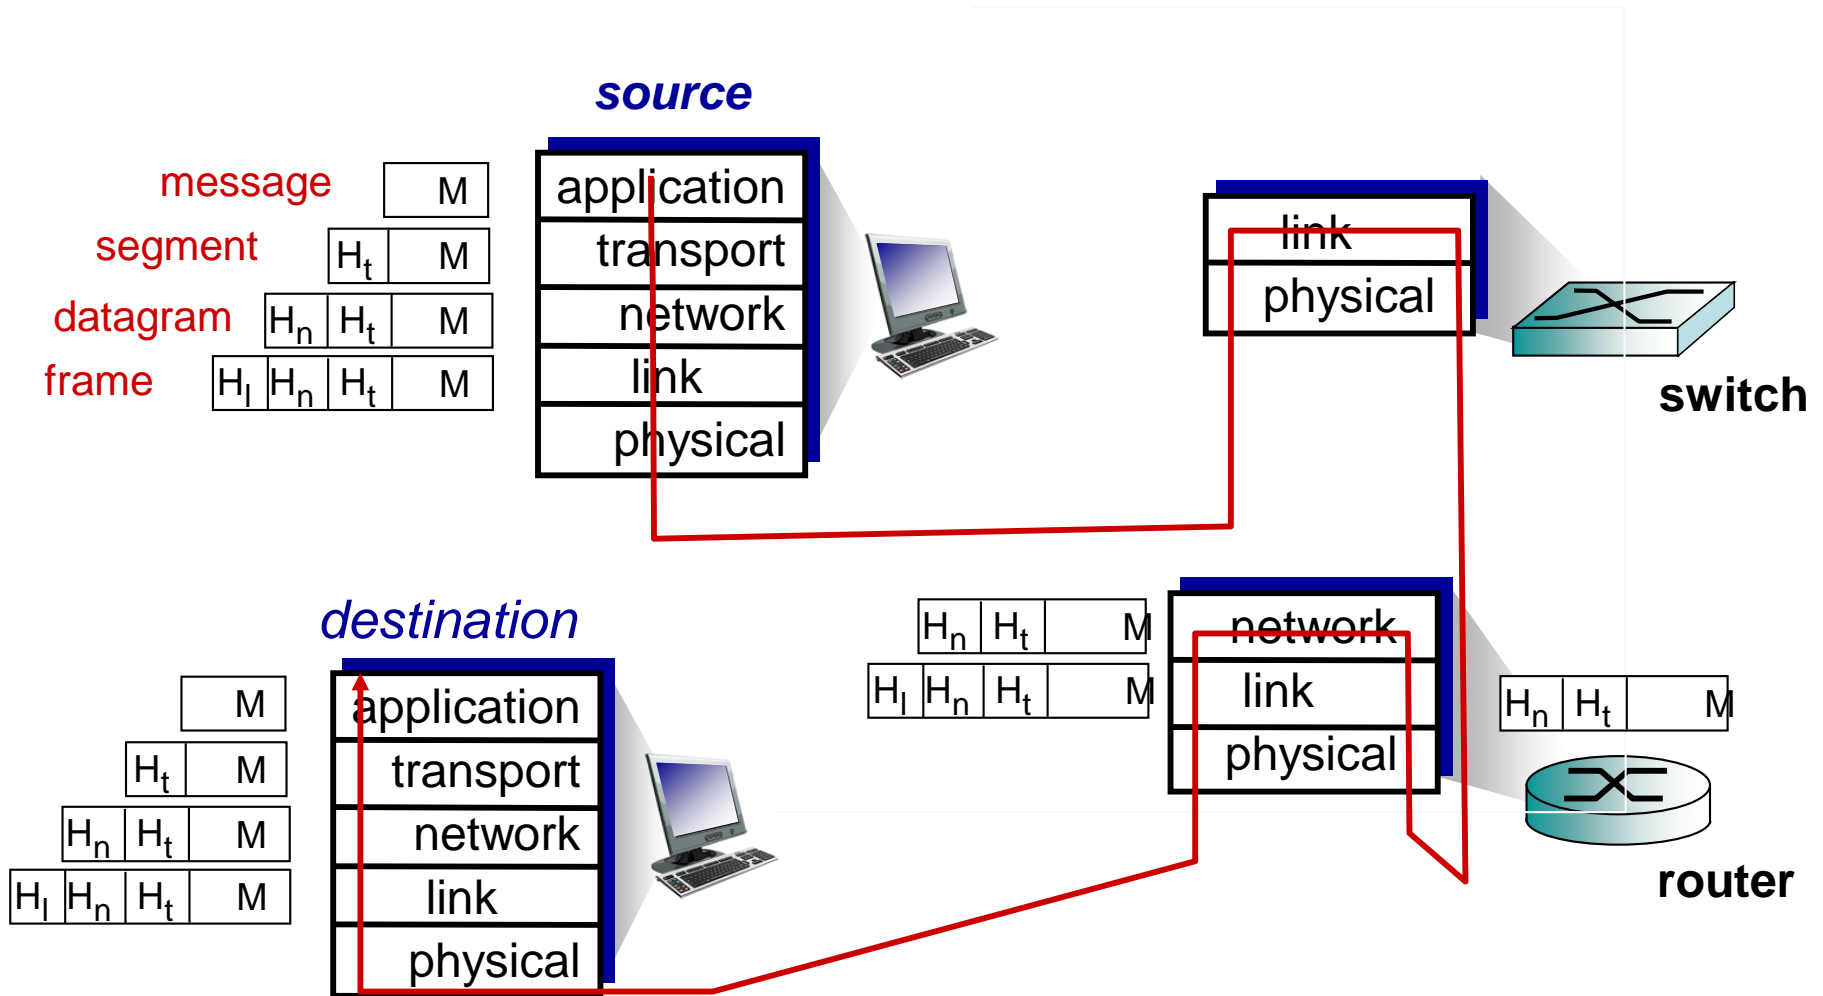 source
message M
segment Ht M
datagram Hn Ht M
frame Hl Hn Ht M
application
transport
network
link
physical
link
physical
switch
destination
M
Ht M
Hn Ht M
Hl Hn Ht M
application
transport
network
link
physical
Hn Ht M
Hl Hn Ht M
network
link
physical
Hn Ht M
router